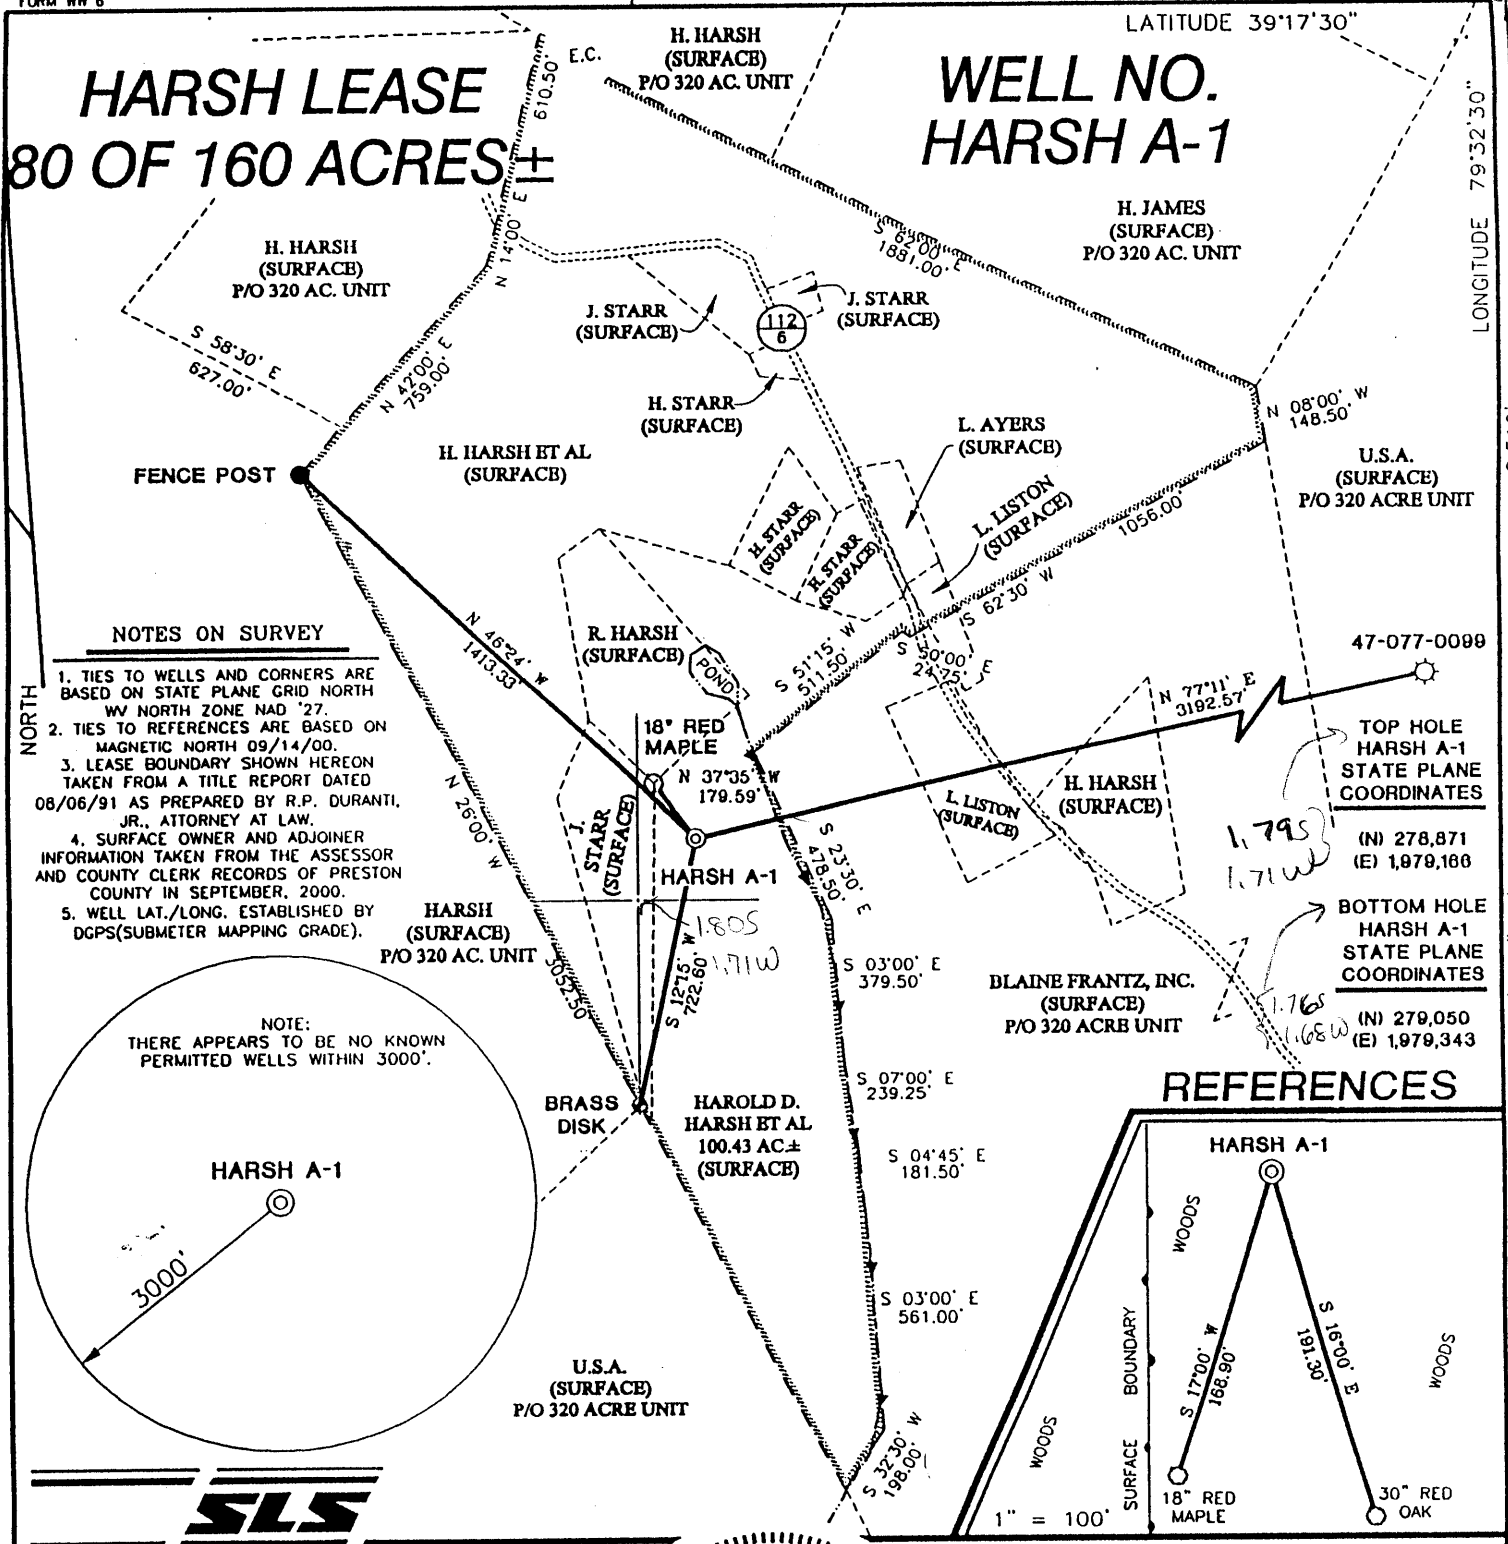 FORM WW 6
LATITUDE 39°17'30"
LONGITUDE 79°32'30"
HARSH LEASE
80 OF 160 ACRES±
WELL NO.
HARSH A-1
H. HARSH
(SURFACE)
P/O 320 AC. UNIT
E.C.
610.50'
N 14°00' E
H. HARSH
(SURFACE)
P/O 320 AC. UNIT
S 62°00' E
1881.00'
H. JAMES
(SURFACE)
P/O 320 AC. UNIT
J. STARR
(SURFACE)
112
6
J. STARR
(SURFACE)
S 58°30' E
627.00'
N 42°00' E
759.00'
H. STARR
(SURFACE)
N 08°00' W
148.50'
H. HARSH ET AL
(SURFACE)
L. AYERS
(SURFACE)
U.S.A.
(SURFACE)
P/O 320 ACRE UNIT
FENCE POST
H. STARR
(SURFACE)
H. STARR
(SURFACE)
L. LISTON
(SURFACE)
1056.00'
S 62°30' W
N 46°24' W
1413.33'
R. HARSH
(SURFACE)
POND
S 51°15' W
511.50'
S 50°00' E
24.75'
47-077-0099
N 77°11' E
3192.57'
NOTES ON SURVEY
1. TIES TO WELLS AND CORNERS ARE
BASED ON STATE PLANE GRID NORTH
WV NORTH ZONE NAD '27.
2. TIES TO REFERENCES ARE BASED ON
MAGNETIC NORTH 09/14/00.
3. LEASE BOUNDARY SHOWN HEREON
TAKEN FROM A TITLE REPORT DATED
08/06/91 AS PREPARED BY R.P. DURANTI,
JR., ATTORNEY AT LAW.
4. SURFACE OWNER AND ADJOINER
INFORMATION TAKEN FROM THE ASSESSOR
AND COUNTY CLERK RECORDS OF PRESTON
COUNTY IN SEPTEMBER, 2000.
5. WELL LAT./LONG. ESTABLISHED BY
DGPS(SUBMETER MAPPING GRADE).
NORTH
18" RED
MAPLE
N 37°35' W
179.59'
HARSH A-1
J.
STARR
(SURFACE)
L. LISTON
(SURFACE)
H. HARSH
(SURFACE)
TOP HOLE
HARSH A-1
STATE PLANE
COORDINATES
1.79S
1.71W
(N) 278,871
(E) 1,979,166
N 26°00' W
3052.50'
S 23°30' E
478.50'
HARSH
(SURFACE)
P/O 320 AC. UNIT
1.80S
1.71W
S 12°15' W
722.60'
S 03°00' E
379.50'
BLAINE FRANTZ, INC.
(SURFACE)
P/O 320 ACRE UNIT
BOTTOM HOLE
HARSH A-1
STATE PLANE
COORDINATES
1.76S
1.68W
(N) 279,050
(E) 1,979,343
NOTE:
THERE APPEARS TO BE NO KNOWN
PERMITTED WELLS WITHIN 3000'.
HARSH A-1
3000'
BRASS
DISK
HAROLD D.
HARSH ET AL
100.43 AC.±
(SURFACE)
S 07°00' E
239.25'
S 04°45' E
181.50'
S 03°00' E
561.00'
U.S.A.
(SURFACE)
P/O 320 ACRE UNIT
S 32°30' W
198.00'
REFERENCES
HARSH A-1
WOODS
SURFACE BOUNDARY
WOODS
WOODS
S 17°00' W
168.90'
S 16°00' E
191.30'
18" RED
MAPLE
30" RED
OAK
1" = 100'
SLS